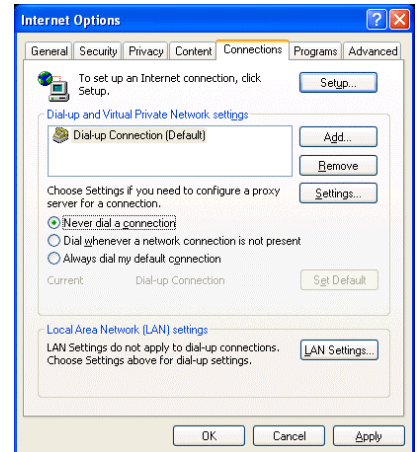 Internet Options
General Security Privacy Content Connections Programs Advanced
To set up an Internet connection, click
Setup.
Setup...
Dial-up and Virtual Private Network settings
Dial-up Connection (Default)
Add...
Remove
Choose Settings if you need to configure a proxy
server for a connection.
Settings...
Never dial a connection
Dial whenever a network connection is not present
Always dial my default connection
Current Dial-up Connection Set Default
Local Area Network (LAN) settings
LAN Settings do not apply to dial-up connections.
Choose Settings above for dial-up settings.
LAN Settings...
OK Cancel Apply